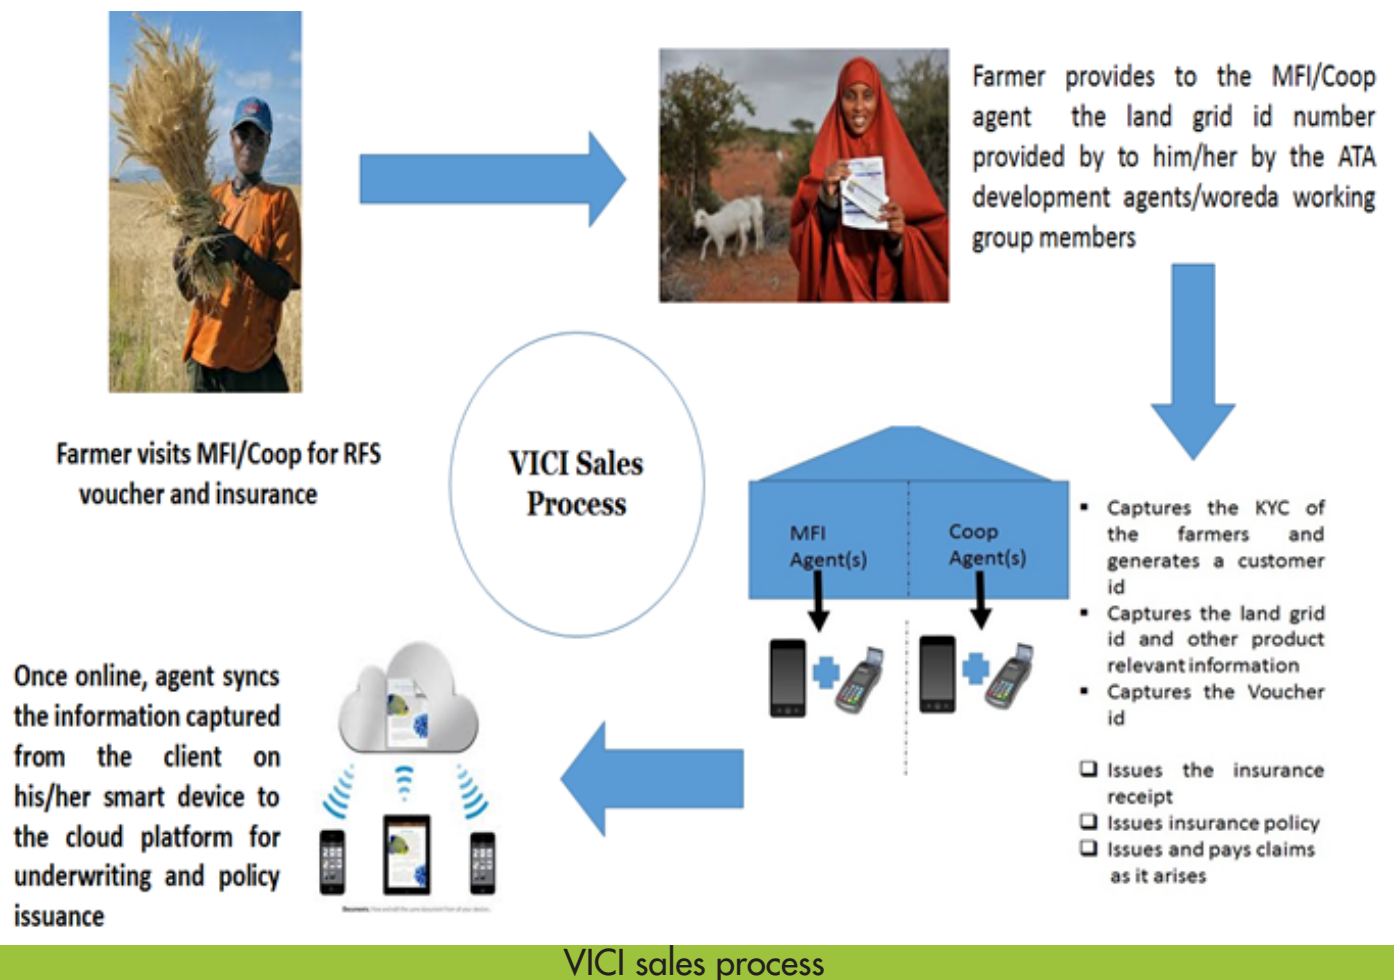 Farmer provides to the MFI/Coop
agent the land grid id number
provided by to him/her by the ATA
development agents/woreda working
group members
Farmer visits MFI/Coop for RFS
voucher and insurance
VICI Sales
Process
MFI
Agent(s)
Coop
Agent(s)
▪ Captures the KYC of
the farmers and
generates a customer
id
▪ Captures the land grid
id and other product
relevant information
▪ Captures the Voucher
id
❑ Issues the insurance
receipt
❑ Issues insurance policy
❑ Issues and pays claims
as it arises
Once online, agent syncs
the information captured
from the client on
his/her smart device to
the cloud platform for
underwriting and policy
issuance
VICI sales process